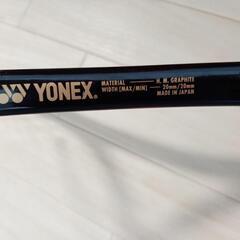 YONEX®
MATERIAL — H. M. GRAPHITE
WIDTH [MAX/MIN] — 20mm/20mm
MADE IN JAPAN